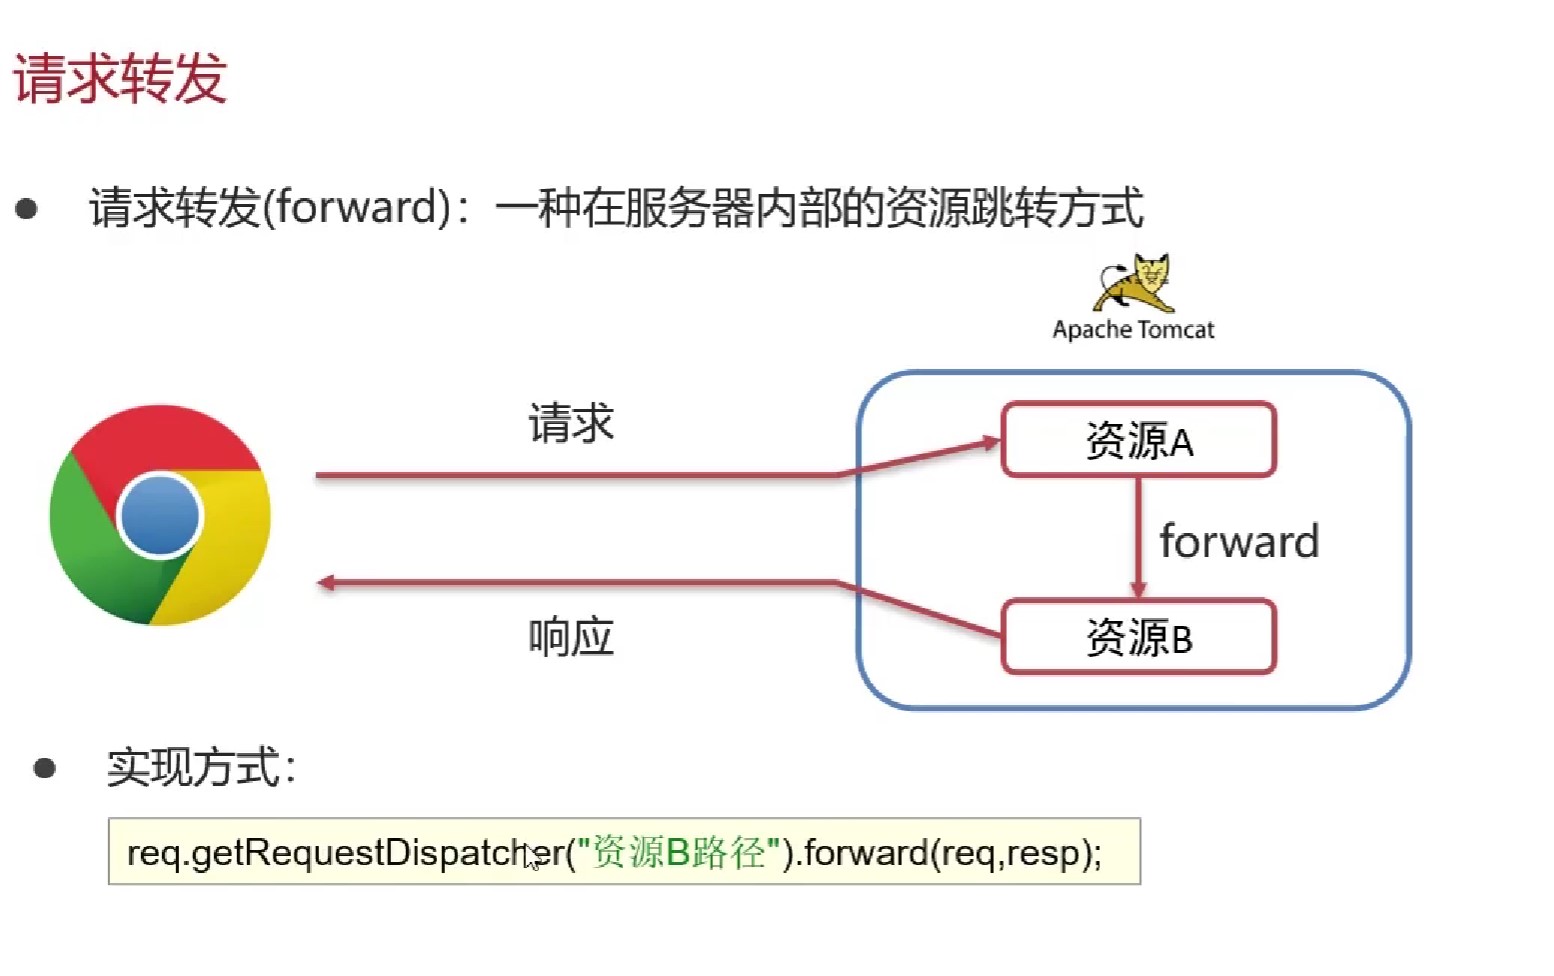 请求转发
请求转发(forward)：一种在服务器内部的资源跳转方式
Apache Tomcat
请求
资源A
forward
响应
资源B
实现方式：
req.getRequestDispatcher("资源B路径").forward(req,resp);